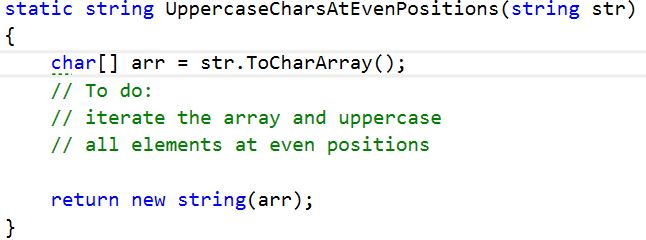 static string UppercaseCharsAtEvenPositions(string str)
{
    char[] arr = str.ToCharArray();
    // To do:
    // iterate the array and uppercase
    // all elements at even positions

    return new string(arr);
}